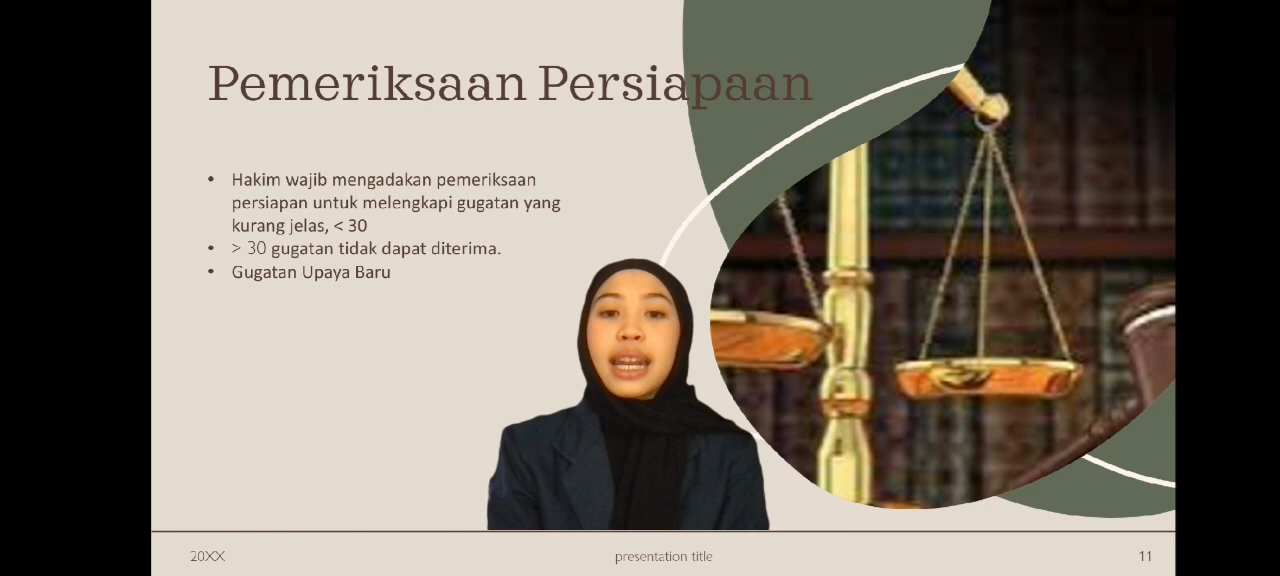 Pemeriksaan Persiapaan
• Hakim wajib mengadakan pemeriksaan
persiapan untuk melengkapi gugatan yang
kurang jelas, < 30
• > 30 gugatan tidak dapat diterima.
• Gugatan Upaya Baru
20XX
presentation title
11